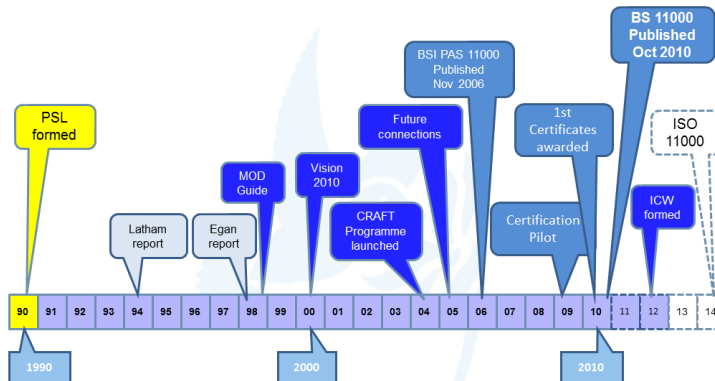 PSL
formed
Latham
report
Egan
report
MOD
Guide
Vision
2010
CRAFT
Programme
launched
Future
connections
BSI PAS 11000
Published
Nov 2006
Certification
Pilot
1st
Certificates
awarded
BS 11000
Published
Oct 2010
ICW
formed
ISO
11000
90 91 92 93 94 95 96 97 98 99 00 01 02 03 04 05 06 07 08 09 10 11 12 13 14
1990 2000 2010